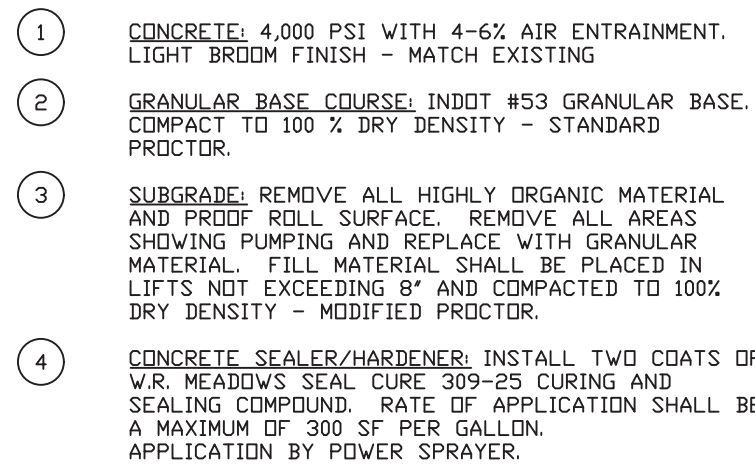 1 CONCRETE: 4,000 PSI WITH 4-6% AIR ENTRAINMENT.
LIGHT BROOM FINISH - MATCH EXISTING
2 GRANULAR BASE COURSE: INDOT #53 GRANULAR BASE.
COMPACT TO 100 % DRY DENSITY - STANDARD
PROCTOR.
3 SUBGRADE: REMOVE ALL HIGHLY ORGANIC MATERIAL
AND PROOF ROLL SURFACE. REMOVE ALL AREAS
SHOWING PUMPING AND REPLACE WITH GRANULAR
MATERIAL. FILL MATERIAL SHALL BE PLACED IN
LIFTS NOT EXCEEDING 8" AND COMPACTED TO 100%
DRY DENSITY - MODIFIED PROCTOR.
4 CONCRETE SEALER/HARDENER: INSTALL TWO COATS OF
W.R. MEADOWS SEAL CURE 309-25 CURING AND
SEALING COMPOUND. RATE OF APPLICATION SHALL BE
A MAXIMUM OF 300 SF PER GALLON.
APPLICATION BY POWER SPRAYER.